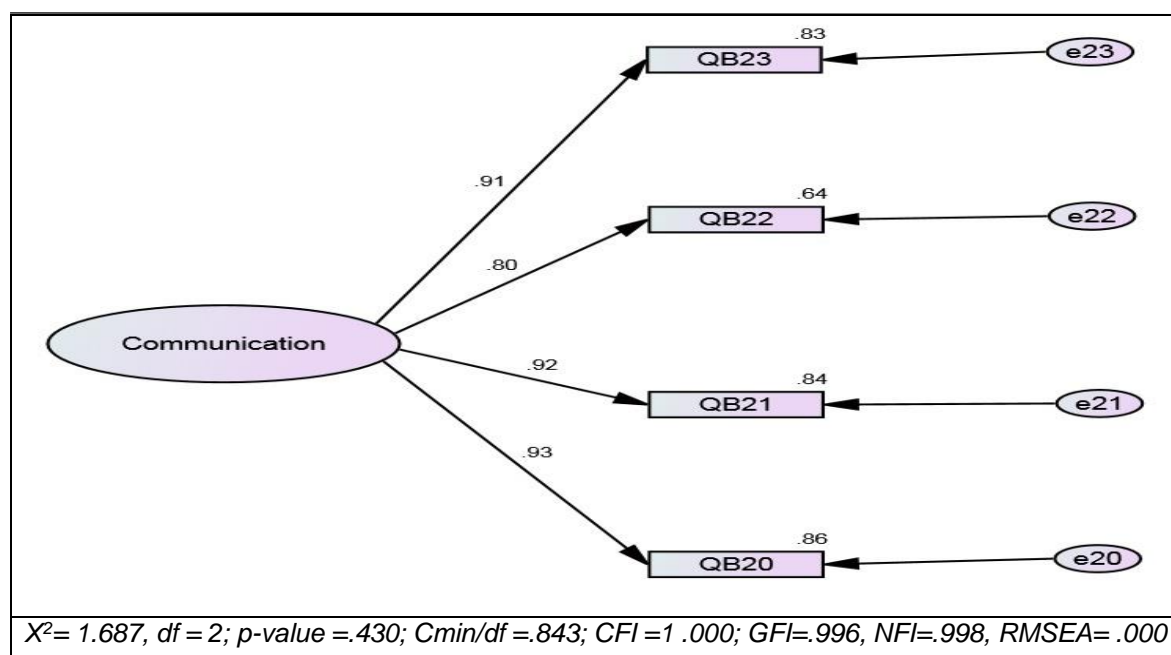 .83
QB23
e23
.91
.64
QB22
e22
.80
Communication
.92
.84
QB21
e21
.93
.86
QB20
e20
X²= 1.687, df = 2; p-value =.430; Cmin/df =.843; CFI =1 .000; GFI=.996, NFI=.998, RMSEA= .000